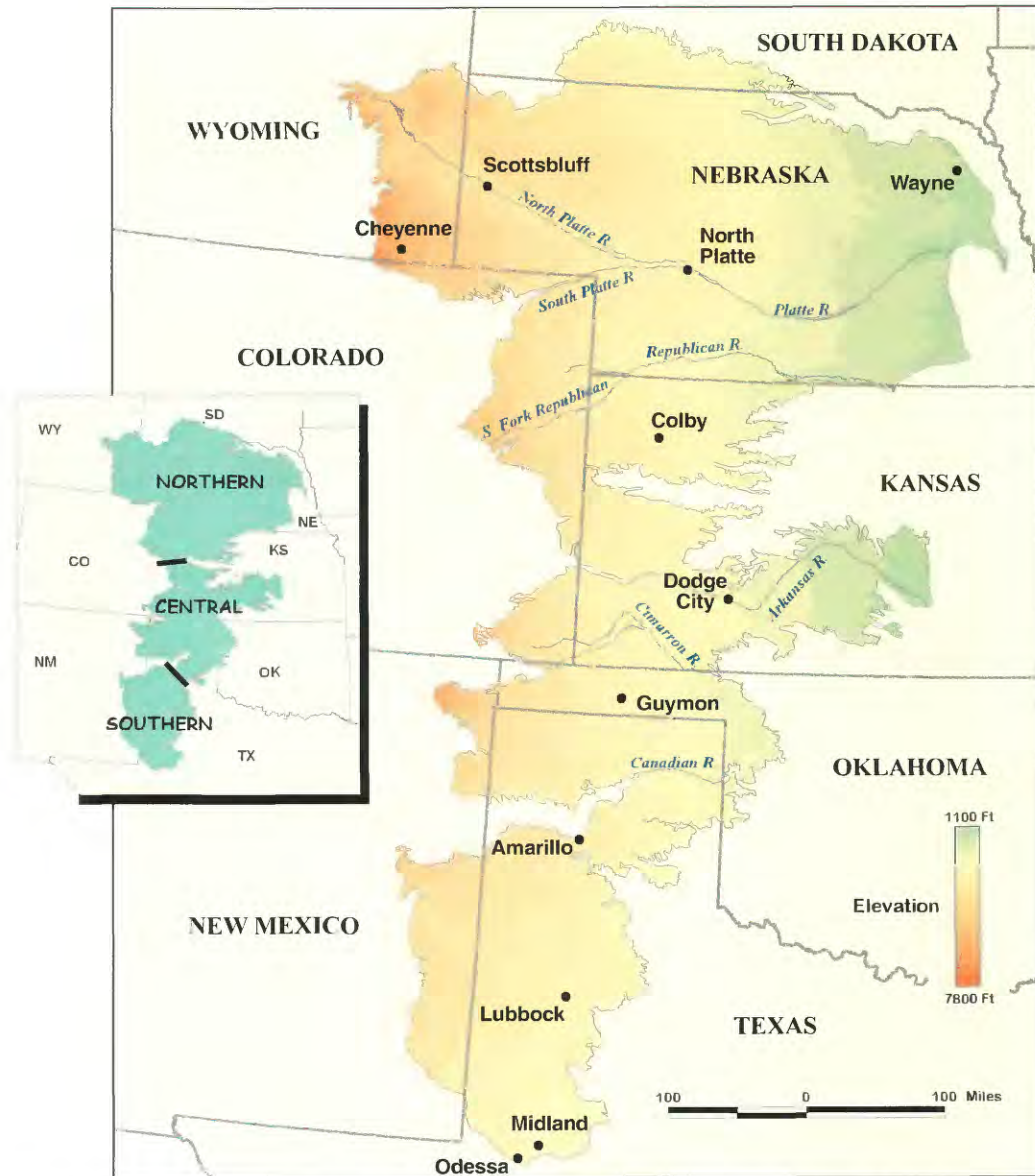 SOUTH DAKOTA
WYOMING
Scottsbluff
NEBRASKA
Wayne
North Platte R
Cheyenne
North
Platte
South Platte R
Platte R
COLORADO
Republican R.
S Fork Republican
Colby
KANSAS
Dodge
City
Arkansas R
Cimurron R
Guymon
Canadian R
OKLAHOMA
Amarillo
NEW MEXICO
Lubbock
TEXAS
Midland
Odessa
1100 Ft
Elevation
7800 Ft
100
0
100 Miles
WY
SD
NORTHERN
NE
CO
KS
CENTRAL
NM
OK
SOUTHERN
TX